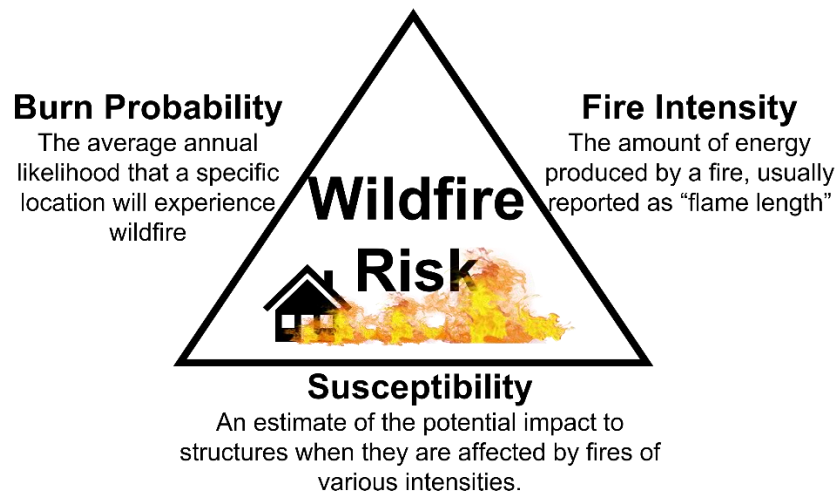 Burn Probability
The average annual
likelihood that a specific
location will experience
wildfire
Fire Intensity
The amount of energy
produced by a fire, usually
reported as “flame length”
Wildfire
Risk
Susceptibility
An estimate of the potential impact to
structures when they are affected by fires of
various intensities.